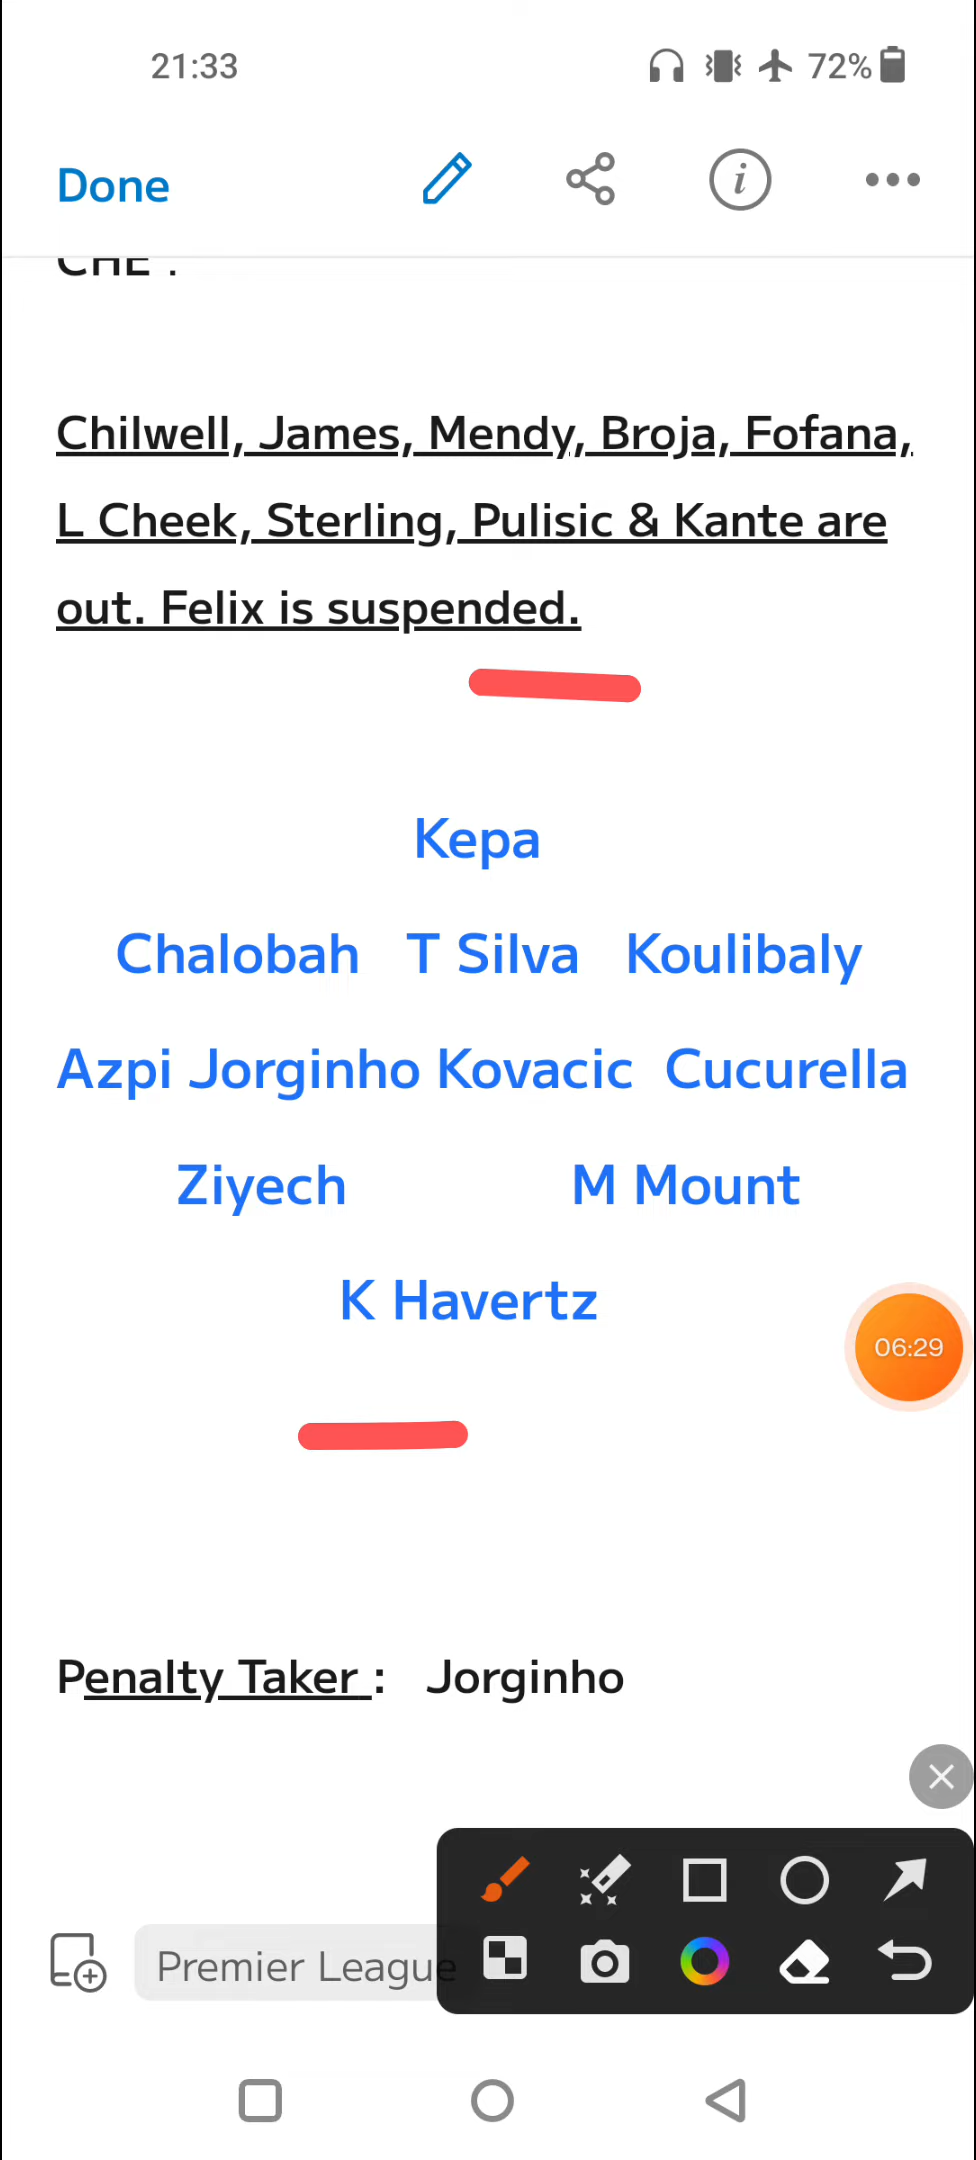 21:33
72%
Done
CHE :
Chilwell, James, Mendy, Broja, Fofana,
L Cheek, Sterling, Pulisic & Kante are
out. Felix is suspended.
Kepa
Chalobah T Silva Koulibaly
Azpi Jorginho Kovacic Cucurella
Ziyech M Mount
K Havertz
06:29
Penalty Taker : Jorginho
Premier League